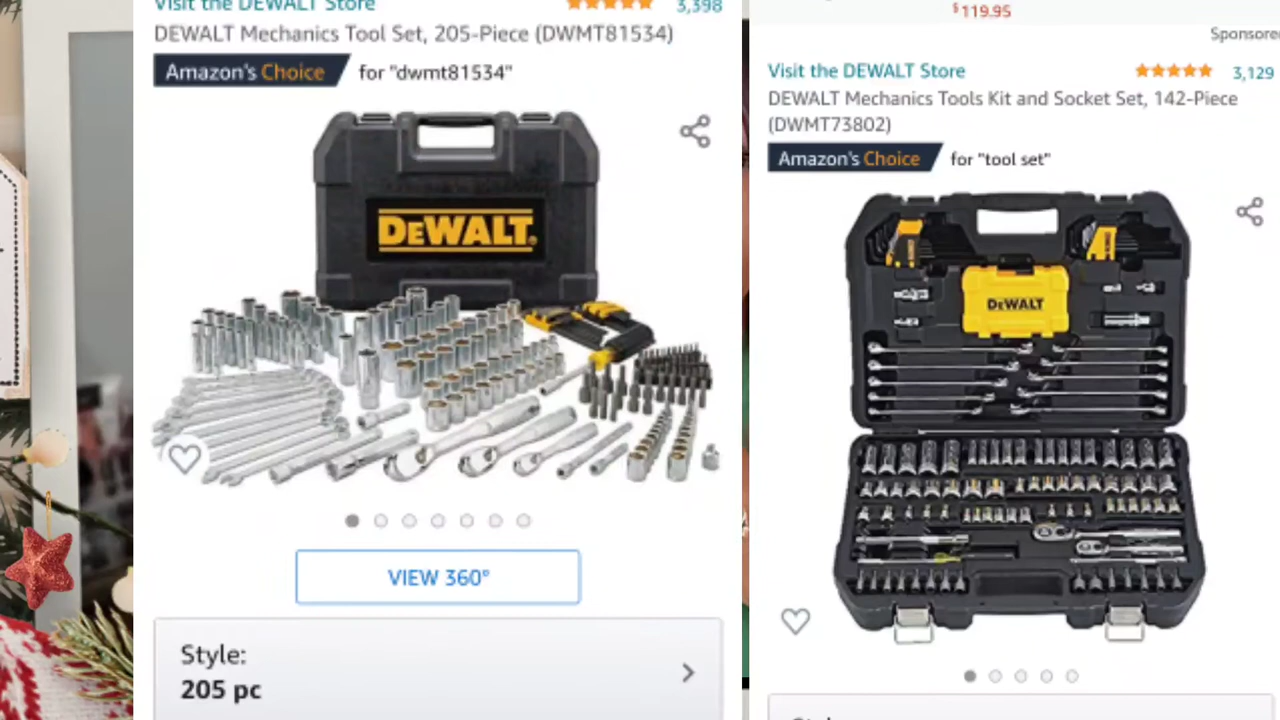 Visit the DEWALT Store
3,398
DEWALT Mechanics Tool Set, 205-Piece (DWMT81534)
Amazon's Choice for "dwmt81534"
DEWALT®
VIEW 360°
Style:
205 pc
$119.95
Sponsored
Visit the DEWALT Store
3,129
DEWALT Mechanics Tools Kit and Socket Set, 142-Piece
(DWMT73802)
Amazon's Choice for "tool set"
DEWALT